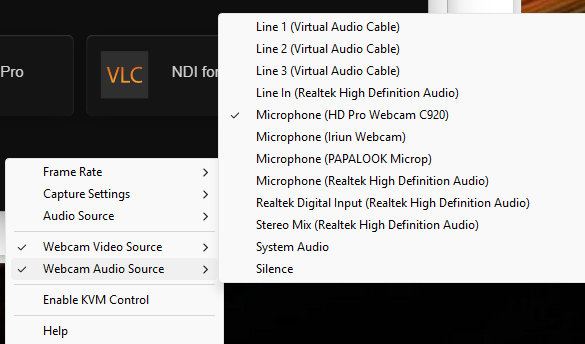 Pro
VLC
NDI for
Line 1 (Virtual Audio Cable)
Line 2 (Virtual Audio Cable)
Line 3 (Virtual Audio Cable)
Line In (Realtek High Definition Audio)
Microphone (HD Pro Webcam C920)
Microphone (Iriun Webcam)
Microphone (PAPALOOK Microp)
Microphone (Realtek High Definition Audio)
Realtek Digital Input (Realtek High Definition Audio)
Stereo Mix (Realtek High Definition Audio)
System Audio
Silence
Frame Rate
Capture Settings
Audio Source
Webcam Video Source
Webcam Audio Source
Enable KVM Control
Help